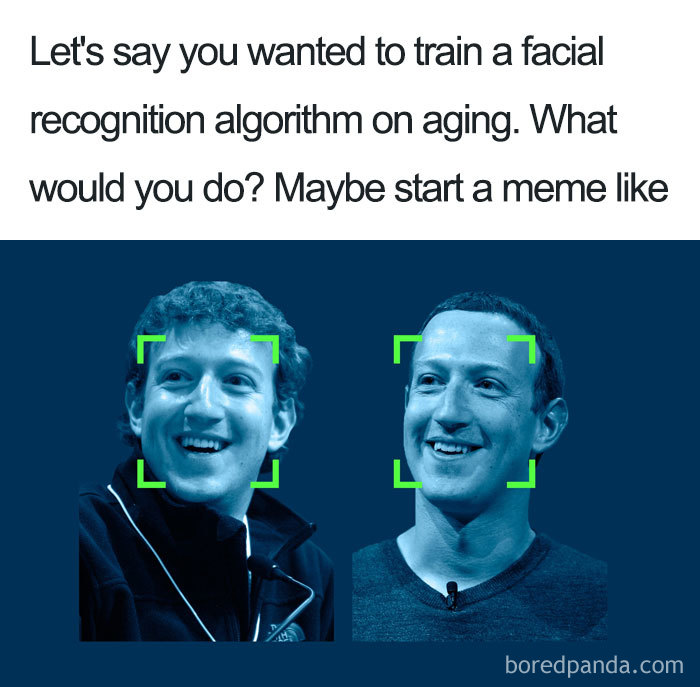 Let's say you wanted to train a facial
recognition algorithm on aging. What
would you do? Maybe start a meme like
boredpanda.com